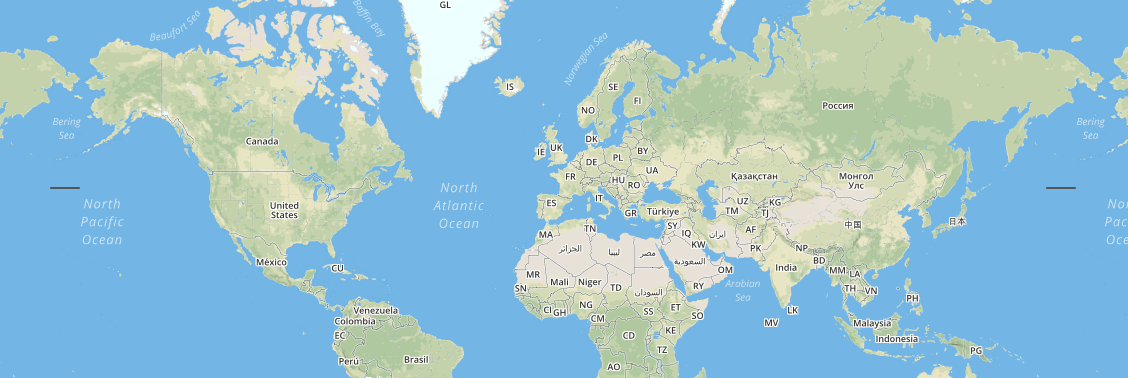 GL
Beaufort Sea
Baffin Bay
Norwegian Sea
IS
SE
FI
NO
Россия
Bering
Sea
Bering
Sea
Canada
DK
IE
UK
BY
PL
DE
UA
FR
HU
RO
Қазақстан
Монгол
Улс
North
Atlantic
Ocean
North
Pacific
Ocean
No
Pa
Oc
United
States
ES
IT
GR
Türkiye
UZ
KG
TM
TJ
中国
日本
MA
TN
SY
IQ
ایران
AF
KW
PK
NP
الجزائر
ليبيا
مصر
السعودية
BD
India
México
CU
MR
Mali
Niger
TD
السودان
OM
RY
Arabian
Sea
MM
LA
TH
VN
PH
SN
CI
GH
NG
CM
SS
ET
SO
LK
MV
Venezuela
Colombia
EC
Perú
Brasil
CD
KE
TZ
AO
Malaysia
Indonesia
PG